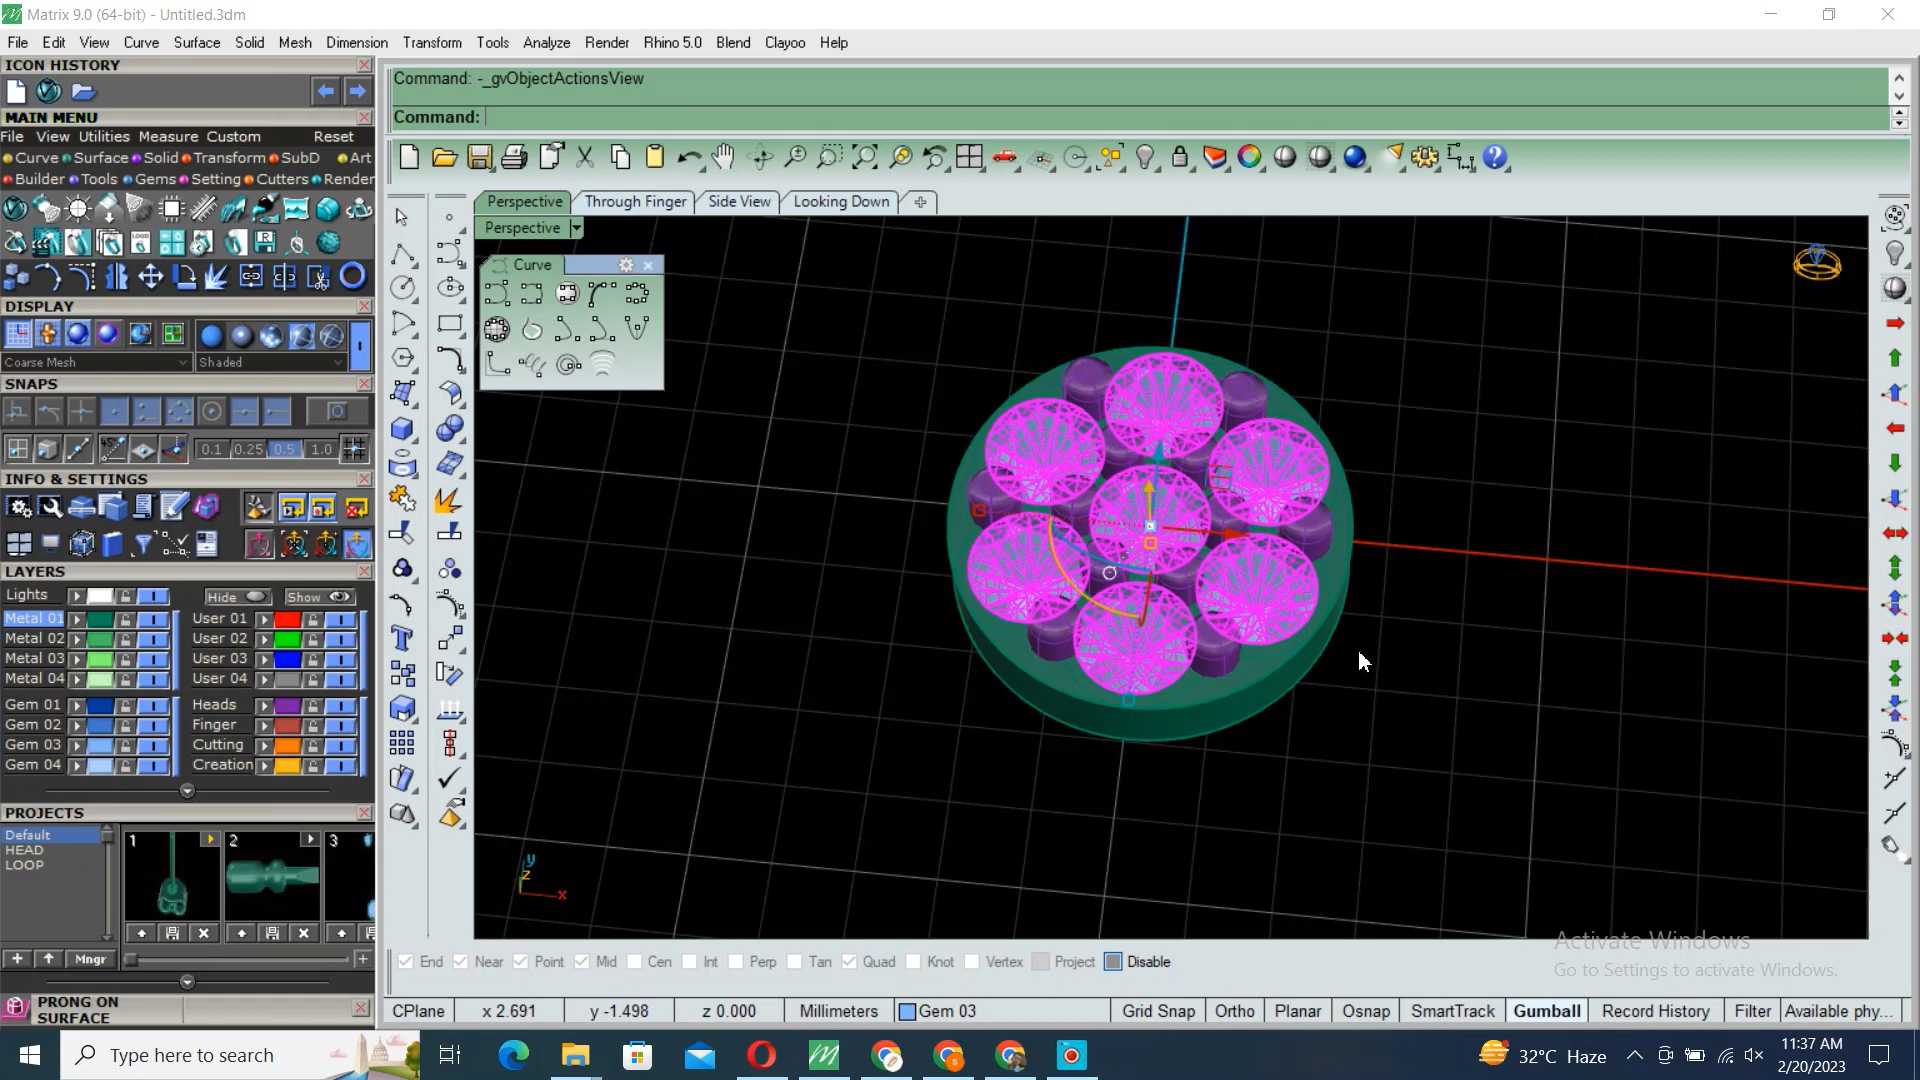 Matrix 9.0 (64-bit) - Untitled.3dm
File Edit View Curve Surface Solid Mesh Dimension Transform Tools Analyze Render Rhino 5.0 Blend Clayoo Help
ICON HISTORY
MAIN MENU
File View Utilities Measure Custom Reset
Curve Surface Solid Transform SubD Art
Builder Tools Gems Setting Cutters Render
DISPLAY
Coarse Mesh Shaded
SNAPS
0.1 0.25 0.5 1.0
INFO & SETTINGS
LAYERS
Lights Hide Show
Metal 01 User 01
Metal 02 User 02
Metal 03 User 03
Metal 04 User 04
Gem 01 Heads
Gem 02 Finger
Gem 03 Cutting
Gem 04 Creation
PROJECTS
Default
HEAD
LOOP
1 2 3
Mngr
PRONG ON
SURFACE
Command: -_gvObjectActionsView
Command:
Perspective Through Finger Side View Looking Down
Perspective
Curve
y
z
x
Activate Windows
Go to Settings to activate Windows.
End Near Point Mid Cen Int Perp Tan Quad Knot Vertex Project Disable
CPlane x 2.691 y -1.498 z 0.000 Millimeters Gem 03 Grid Snap Ortho Planar Osnap SmartTrack Gumball Record History Filter Available phy...
Type here to search
32°C Haze
11:37 AM
2/20/2023